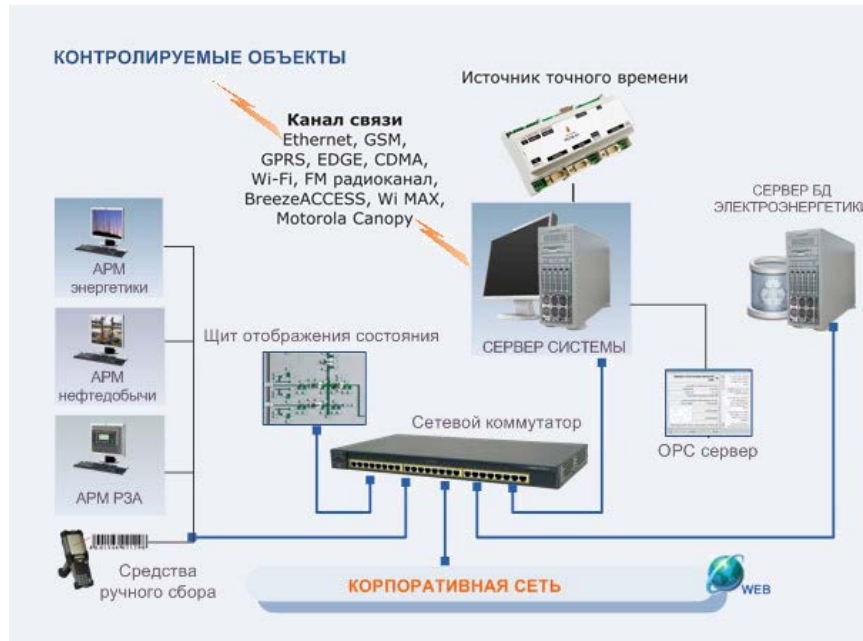 КОНТРОЛИРУЕМЫЕ ОБЪЕКТЫ
Источник точного времени
Канал связи
Ethernet, GSM,
GPRS, EDGE, CDMA,
Wi-Fi, FM радиоканал,
BreezeACCESS, Wi MAX,
Motorola Canopy
СЕРВЕР БД
ЭЛЕКТРОЭНЕРГЕТИКИ
АРМ
энергетики
Щит отображения состояния
СЕРВЕР СИСТЕМЫ
АРМ
нефтедобычи
Сетевой коммутатор
ОРС сервер
АРМ РЗА
Средства
ручного сбора
КОРПОРАТИВНАЯ СЕТЬ
WEB